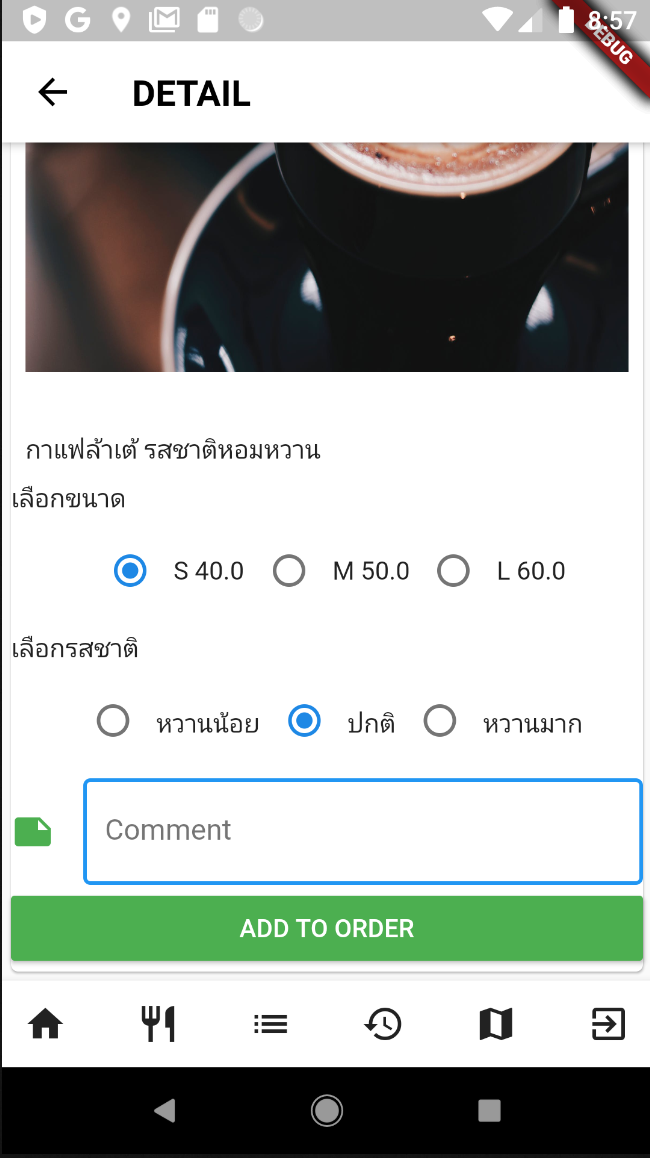 8:57
DEBUG
DETAIL
กาแฟล้าเต้ รสชาติหอมหวาน
เลือกขนาด
S 40.0 M 50.0 L 60.0
เลือกรสชาติ
หวานน้อย ปกติ หวานมาก
Comment
ADD TO ORDER